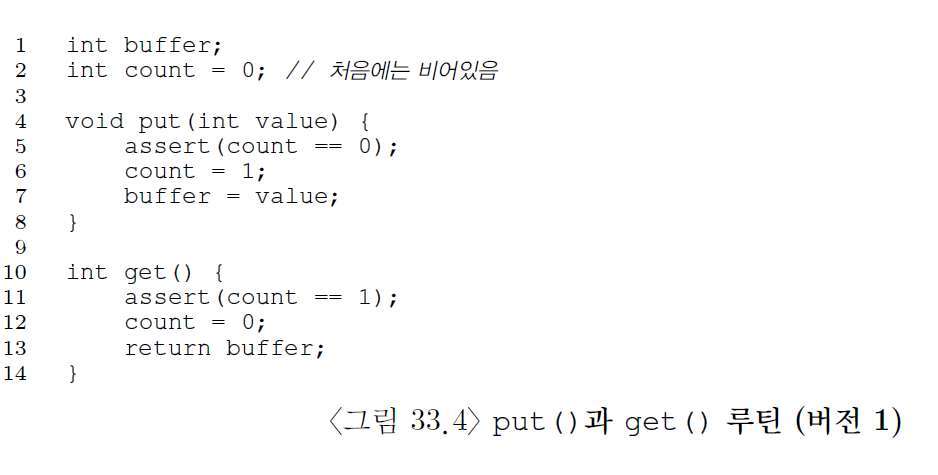 1 int buffer;
2 int count = 0; // 처음에는 비어있음
3
4 void put(int value) {
5 assert(count == 0);
6 count = 1;
7 buffer = value;
8 }
9
10 int get() {
11 assert(count == 1);
12 count = 0;
13 return buffer;
14 }
〈그림 33.4〉 put()과 get() 루틴 (버전 1)